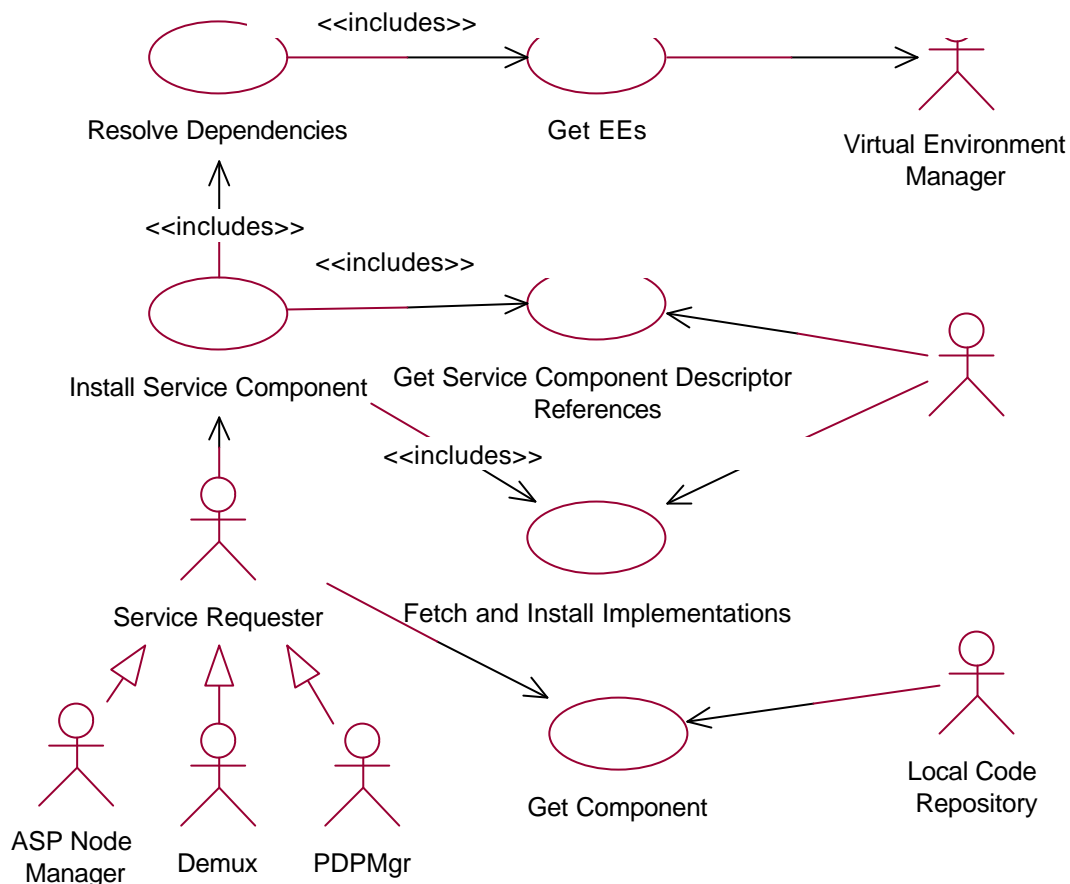 <<includes>>
Resolve Dependencies
Get EEs
Virtual Environment
Manager
<<includes>>
<<includes>>
Install Service Component
Get Service Component Descriptor
References
<<includes>>
Service Requester
Fetch and Install Implementations
Local Code
Repository
Get Component
ASP Node
Manager
Demux
PDPMgr